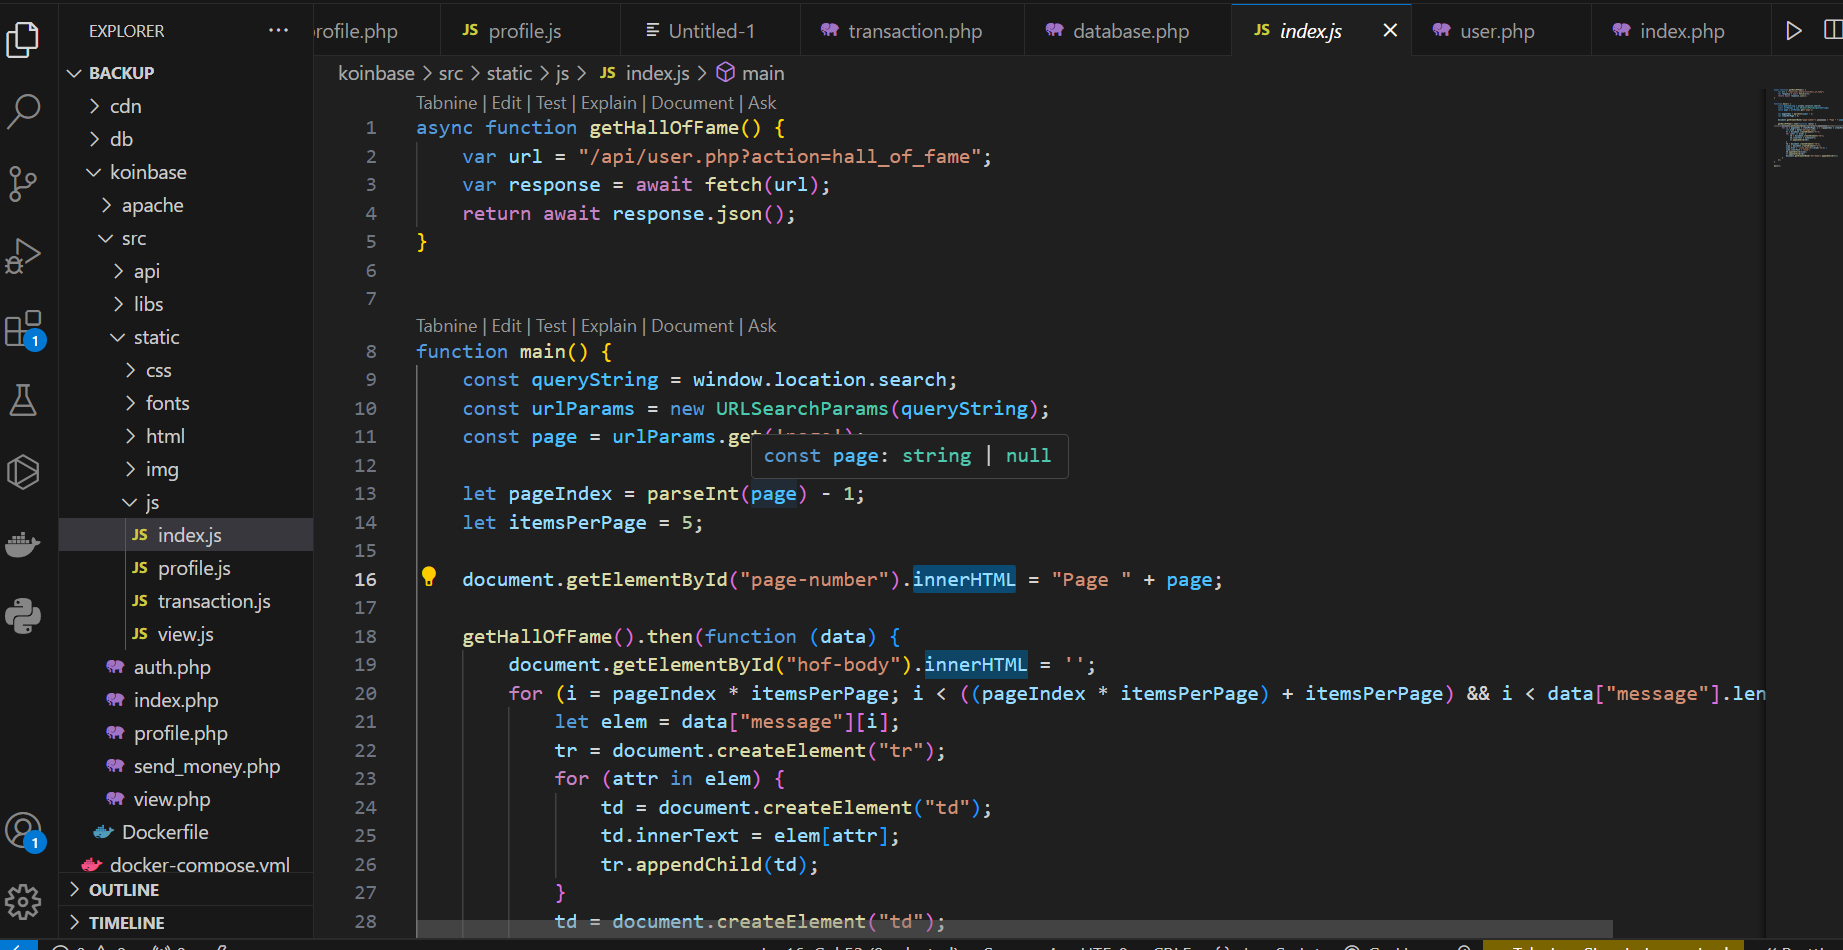 EXPLORER
BACKUP
cdn
db
koinbase
apache
src
api
libs
static
css
fonts
html
img
js
JS index.js
JS profile.js
JS transaction.js
JS view.js
auth.php
index.php
profile.php
send_money.php
view.php
Dockerfile
docker-compose.yml
OUTLINE
TIMELINE
1
1
rofile.php
JS profile.js
Untitled-1
transaction.php
database.php
JS index.js
user.php
index.php
koinbase > src > static > js > JS index.js > main
Tabnine | Edit | Test | Explain | Document | Ask
1 async function getHallOfFame() {
2 var url = "/api/user.php?action=hall_of_fame";
3 var response = await fetch(url);
4 return await response.json();
5 }
6
7
Tabnine | Edit | Test | Explain | Document | Ask
8 function main() {
9 const queryString = window.location.search;
10 const urlParams = new URLSearchParams(queryString);
11 const page = urlParams.get
const page: string | null
12
13 let pageIndex = parseInt(page) - 1;
14 let itemsPerPage = 5;
15
16 document.getElementById("page-number").innerHTML = "Page " + page;
17
18 getHallOfFame().then(function (data) {
19 document.getElementById("hof-body").innerHTML = '';
20 for (i = pageIndex * itemsPerPage; i < ((pageIndex * itemsPerPage) + itemsPerPage) && i < data["message"].len
21 let elem = data["message"][i];
22 tr = document.createElement("tr");
23 for (attr in elem) {
24 td = document.createElement("td");
25 td.innerText = elem[attr];
26 tr.appendChild(td);
27 }
28 td = document.createElement("td");